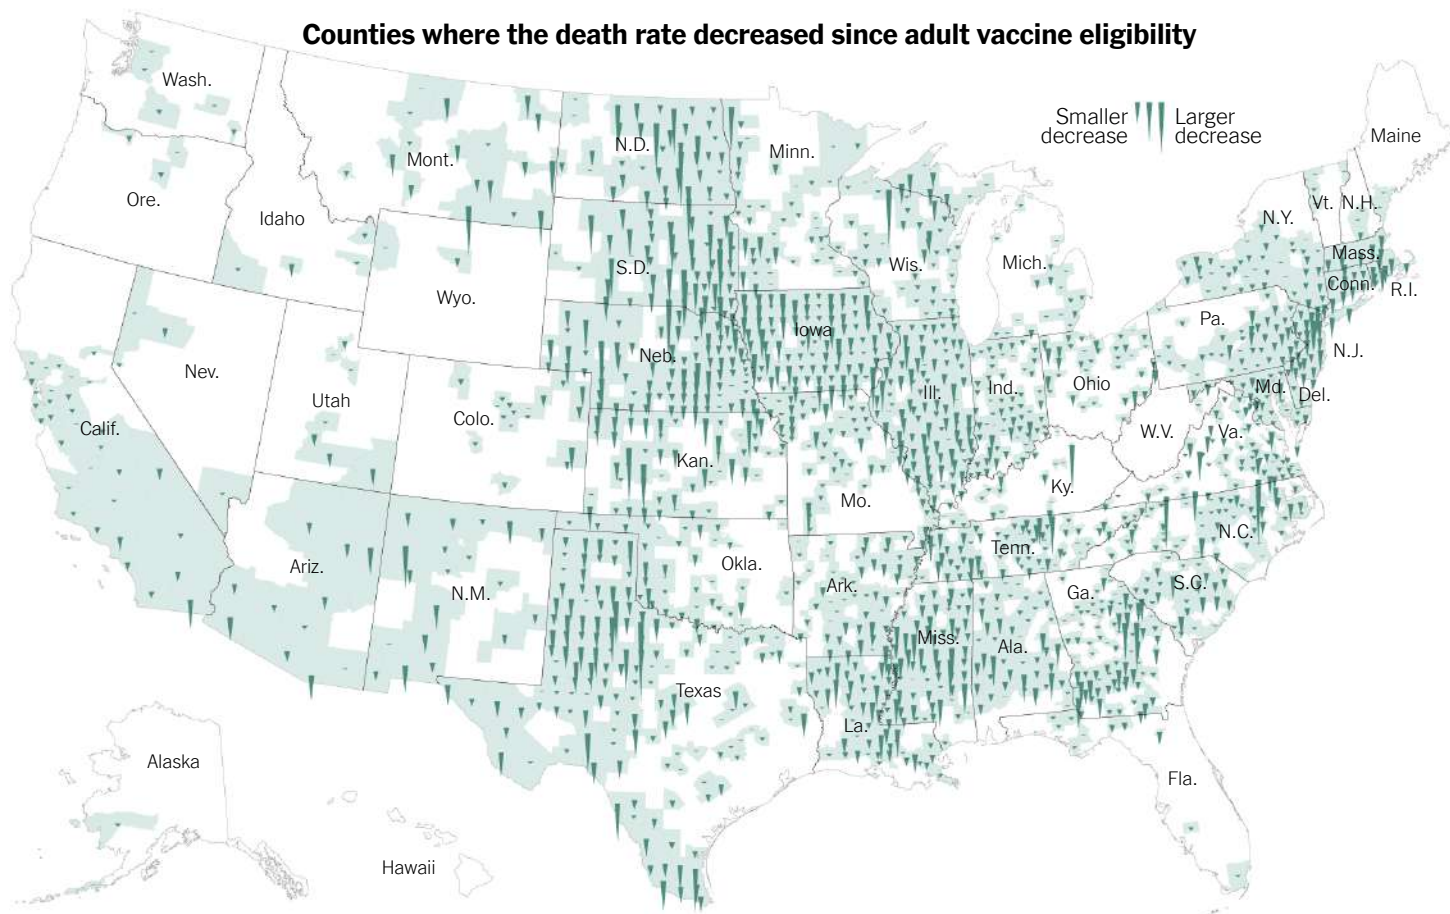 Counties where the death rate decreased since adult vaccine eligibility
Smaller
decrease
Larger
decrease
Wash.
Ore.
Idaho
Mont.
N.D.
Minn.
Maine
Wyo.
S.D.
Wis.
Mich.
N.Y.
Vt.
N.H.
Mass.
Conn.
R.I.
Nev.
Utah
Colo.
Neb.
Iowa
Ill.
Ind.
Ohio
Pa.
N.J.
Md.
Del.
Calif.
Kan.
Mo.
Ky.
W.V.
Va.
Ariz.
N.M.
Okla.
Ark.
Tenn.
N.C.
S.C.
Texas
La.
Miss.
Ala.
Ga.
Fla.
Alaska
Hawaii